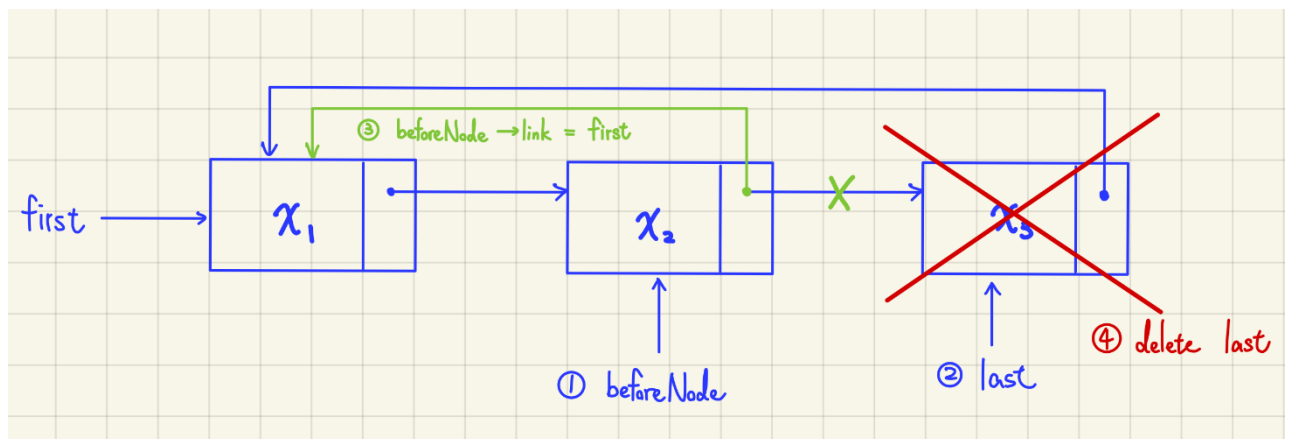 ③ beforeNode →link = first
first
x₁
x₂
x₃
① beforeNode
② last
④ delete last